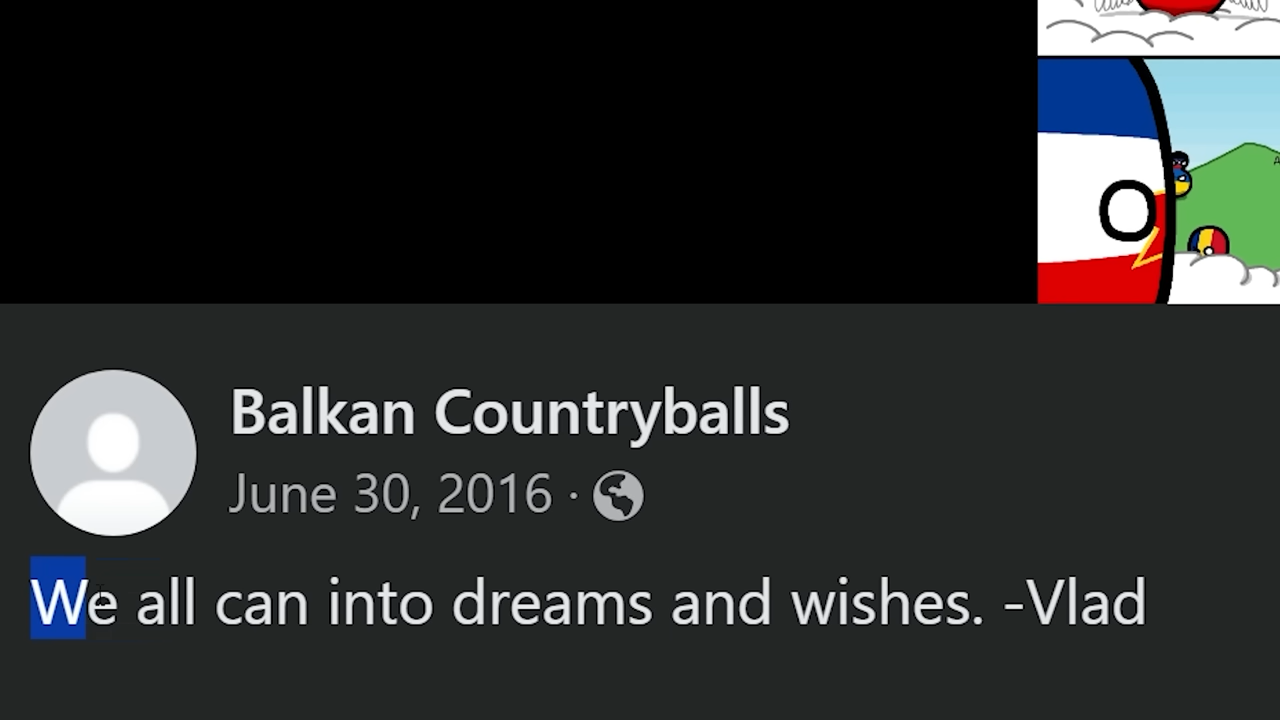 Balkan Countryballs
June 30, 2016 ·
We all can into dreams and wishes. -Vlad